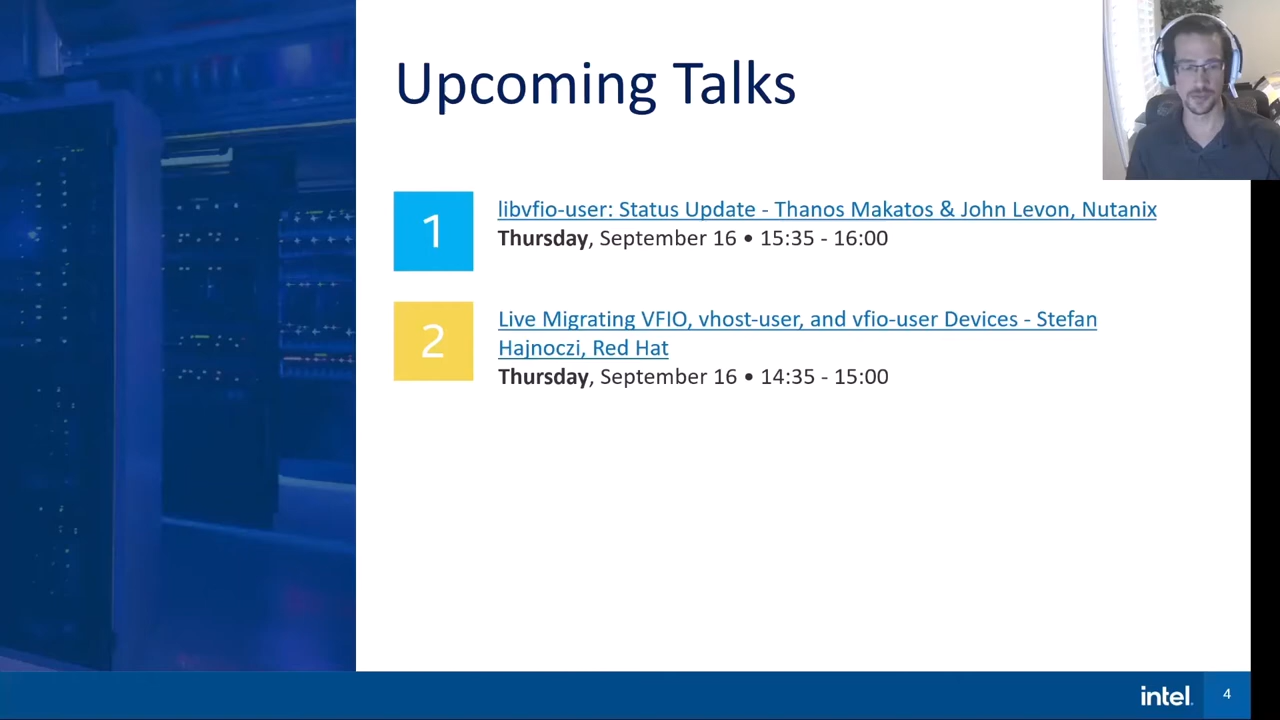 Upcoming Talks
1
libvfio-user: Status Update - Thanos Makatos & John Levon, Nutanix
Thursday, September 16 • 15:35 - 16:00
2
Live Migrating VFIO, vhost-user, and vfio-user Devices - Stefan
Hajnoczi, Red Hat
Thursday, September 16 • 14:35 - 15:00
intel.
4